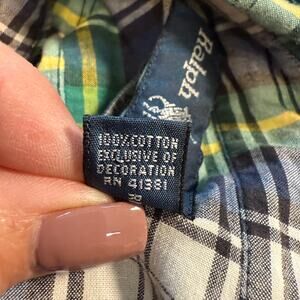 Ralph
100% COTTON
EXCLUSIVE OF
DECORATION
RN 41381